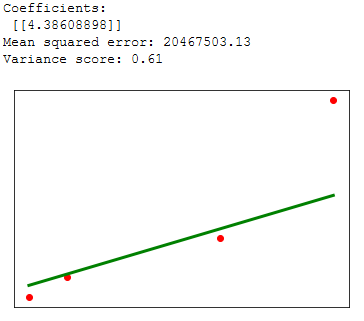 Coefficients:
[[4.38608898]]
Mean squared error: 20467503.13
Variance score: 0.61